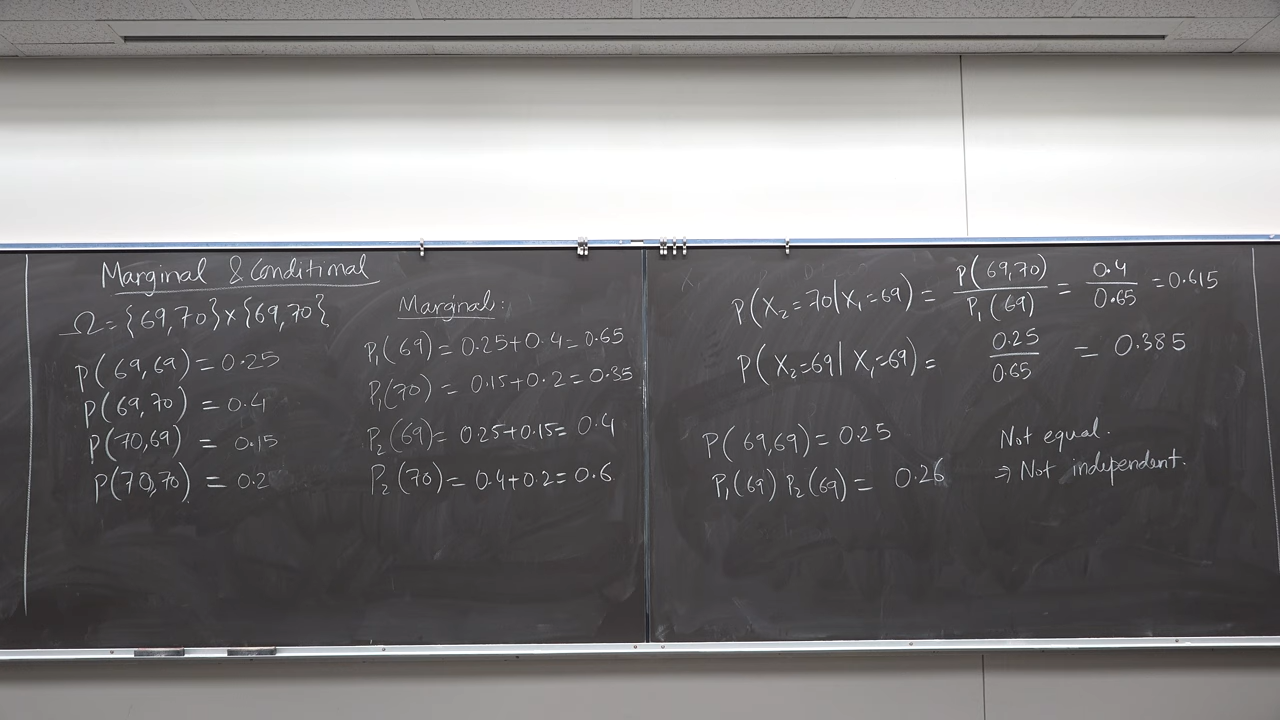 Marginal & Conditional
Ω = {69,70} × {69,70}
P(69,69) = 0.25
P(69,70) = 0.4
P(70,69) = 0.15
P(70,70) = 0.2
Marginal:
P₁(69) = 0.25+0.4 = 0.65
P₁(70) = 0.15+0.2 = 0.35
P₂(69) = 0.25+0.15 = 0.4
P₂(70) = 0.4+0.2 = 0.6
P(X₂=70|X₁=69) = P(69,70)/P₁(69) = 0.4/0.65 = 0.615
P(X₂=69|X₁=69) = 0.25/0.65 = 0.385
P(69,69) = 0.25
P₁(69) P₂(69) = 0.26
Not equal.
⇒ Not independent.